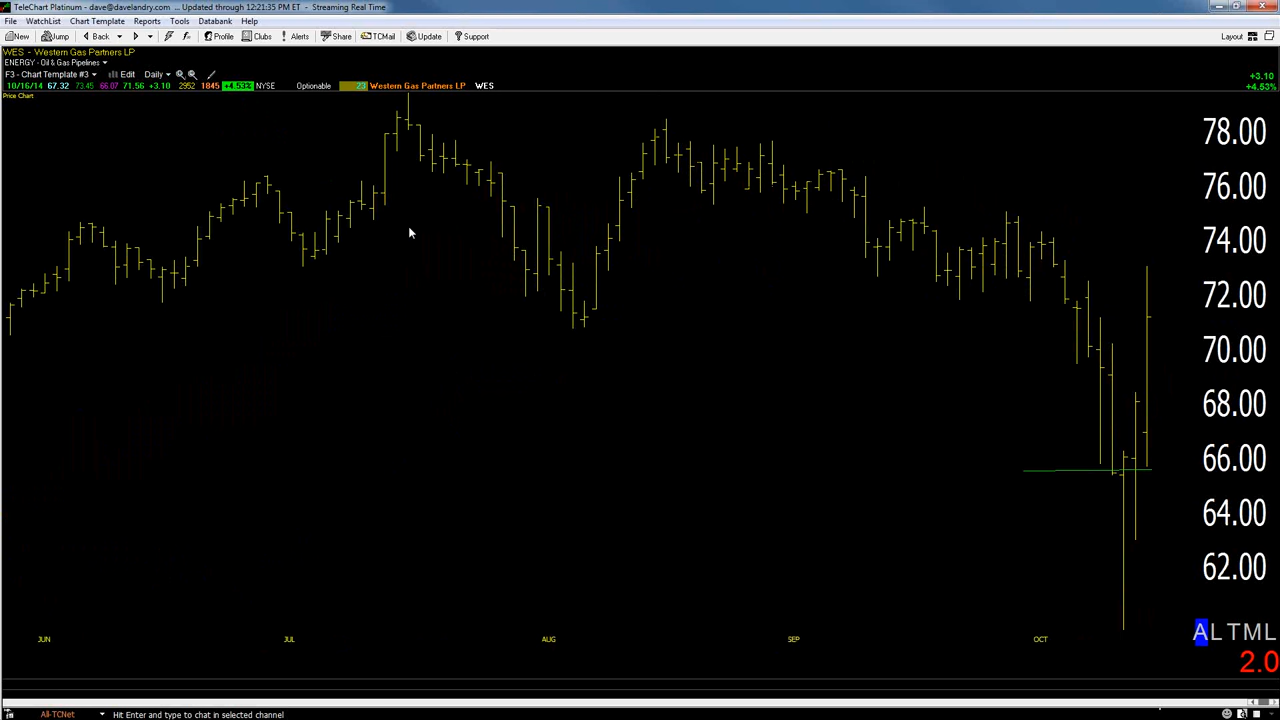 TeleChart Platinum - dave@davelandry.com ... Updated through 12:21:35 PM ET - Streaming Real Time
File WatchList Chart Template Reports Tools Databank Help
New Jump Back Profile Clubs Alerts Share TCMail Update Support Layout
WES - Western Gas Partners LP
ENERGY - Oil & Gas Pipelines
F3 - Chart Template #3 Edit Daily
+3.10
10/16/14 67.32 73.45 66.07 71.56 +3.10 2952 1845 +4.53% NYSE Optionable 23 Western Gas Partners LP WES +4.53%
Price Chart
78.00
76.00
74.00
72.00
70.00
68.00
66.00
64.00
62.00
ALTML
JUN JUL AUG SEP OCT
2.0
All-TCNet Hit Enter and type to chat in selected channel